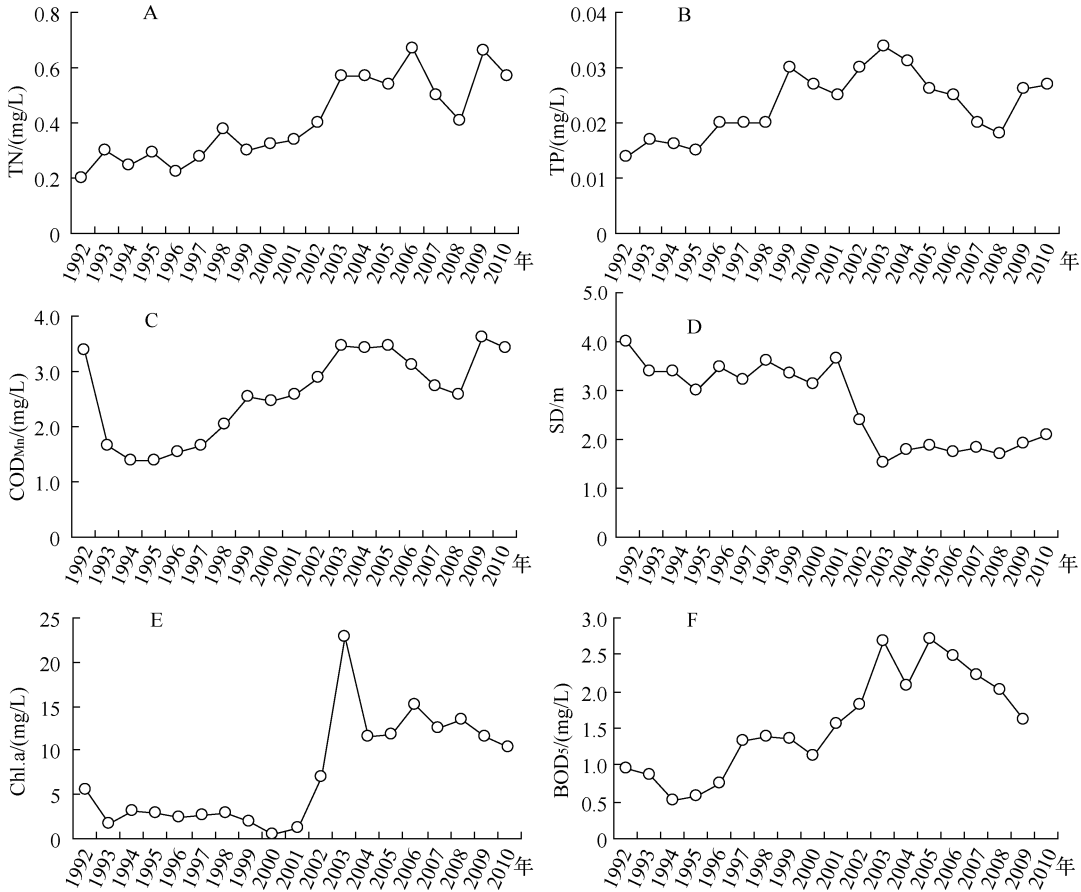 A
TN/(mg/L)
0.8
0.6
0.4
0.2
0
1992 1993 1994 1995 1996 1997 1998 1999 2000 2001 2002 2003 2004 2005 2006 2007 2008 2009 2010 年
B
TP/(mg/L)
0.04
0.03
0.02
0.01
0
1992 1993 1994 1995 1996 1997 1998 1999 2000 2001 2002 2003 2004 2005 2006 2007 2008 2009 2010 年
C
COD_Mn/(mg/L)
4.0
3.0
2.0
1.0
0
1992 1993 1994 1995 1996 1997 1998 1999 2000 2001 2002 2003 2004 2005 2006 2007 2008 2009 2010 年
D
SD/m
5.0
4.0
3.0
2.0
1.0
0
1992 1993 1994 1995 1996 1997 1998 1999 2000 2001 2002 2003 2004 2005 2006 2007 2008 2009 2010 年
E
Chl.a/(mg/L)
25
20
15
10
5
0
1992 1993 1994 1995 1996 1997 1998 1999 2000 2001 2002 2003 2004 2005 2006 2007 2008 2009 2010 年
F
BOD₅/(mg/L)
3.0
2.5
2.0
1.5
1.0
0.5
0
1992 1993 1994 1995 1996 1997 1998 1999 2000 2001 2002 2003 2004 2005 2006 2007 2008 2009 2010 年